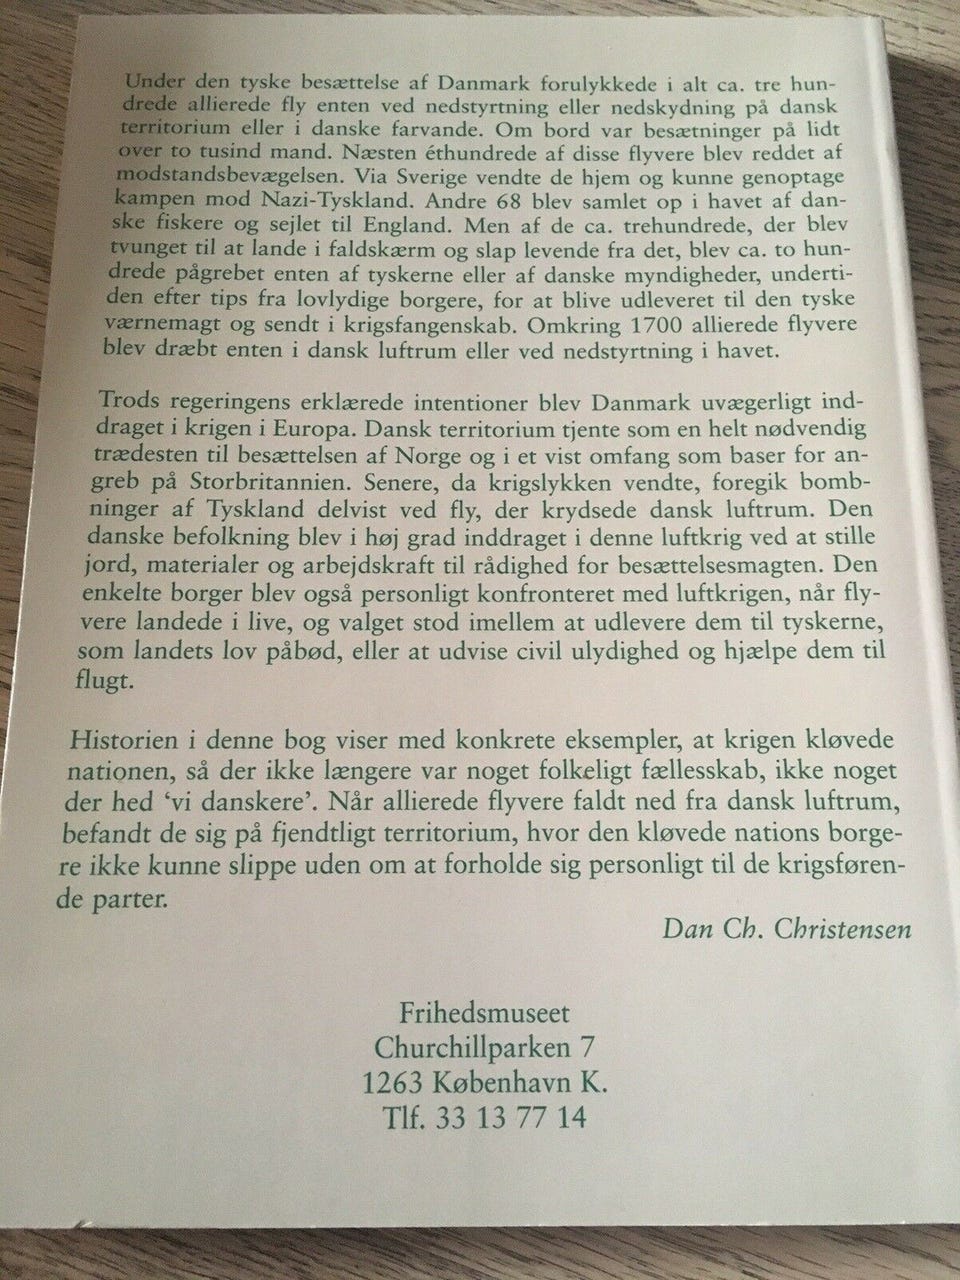 Under den tyske besættelse af Danmark forulykkede i alt ca. tre hun-
drede allierede fly enten ved nedstyrtning eller nedskydning på dansk
territorium eller i danske farvande. Om bord var besætninger på lidt
over to tusind mand. Næsten éthundrede af disse flyvere blev reddet af
modstandsbevægelsen. Via Sverige vendte de hjem og kunne genoptage
kampen mod Nazi-Tyskland. Andre 68 blev samlet op i havet af dan-
ske fiskere og sejlet til England. Men af de ca. trehundrede, der blev
tvunget til at lande i faldskærm og slap levende fra det, blev ca. to hun-
drede pågrebet enten af tyskerne eller af danske myndigheder, underti-
den efter tips fra lovlydige borgere, for at blive udleveret til den tyske
værnemagt og sendt i krigsfangenskab. Omkring 1700 allierede flyvere
blev dræbt enten i dansk luftrum eller ved nedstyrtning i havet.
Trods regeringens erklærede intentioner blev Danmark uvægerligt ind-
draget i krigen i Europa. Dansk territorium tjente som en helt nødvendig
trædesten til besættelsen af Norge og i et vist omfang som baser for an-
greb på Storbritannien. Senere, da krigslykken vendte, foregik bomb-
ninger af Tyskland delvist ved fly, der krydsede dansk luftrum. Den
danske befolkning blev i høj grad inddraget i denne luftkrig ved at stille
jord, materialer og arbejdskraft til rådighed for besættelsesmagten. Den
enkelte borger blev også personligt konfronteret med luftkrigen, når fly-
vere landede i live, og valget stod imellem at udlevere dem til tyskerne,
som landets lov påbød, eller at udvise civil ulydighed og hjælpe dem til
flugt.
Historien i denne bog viser med konkrete eksempler, at krigen kløvede
nationen, så der ikke længere var noget folkeligt fællesskab, ikke noget
der hed ‘vi danskere’. Når allierede flyvere faldt ned fra dansk luftrum,
befandt de sig på fjendtligt territorium, hvor den kløvede nations borge-
re ikke kunne slippe uden om at forholde sig personligt til de krigsføren-
de parter.
Dan Ch. Christensen
Frihedsmuseet
Churchillparken 7
1263 København K.
Tlf. 33 13 77 14